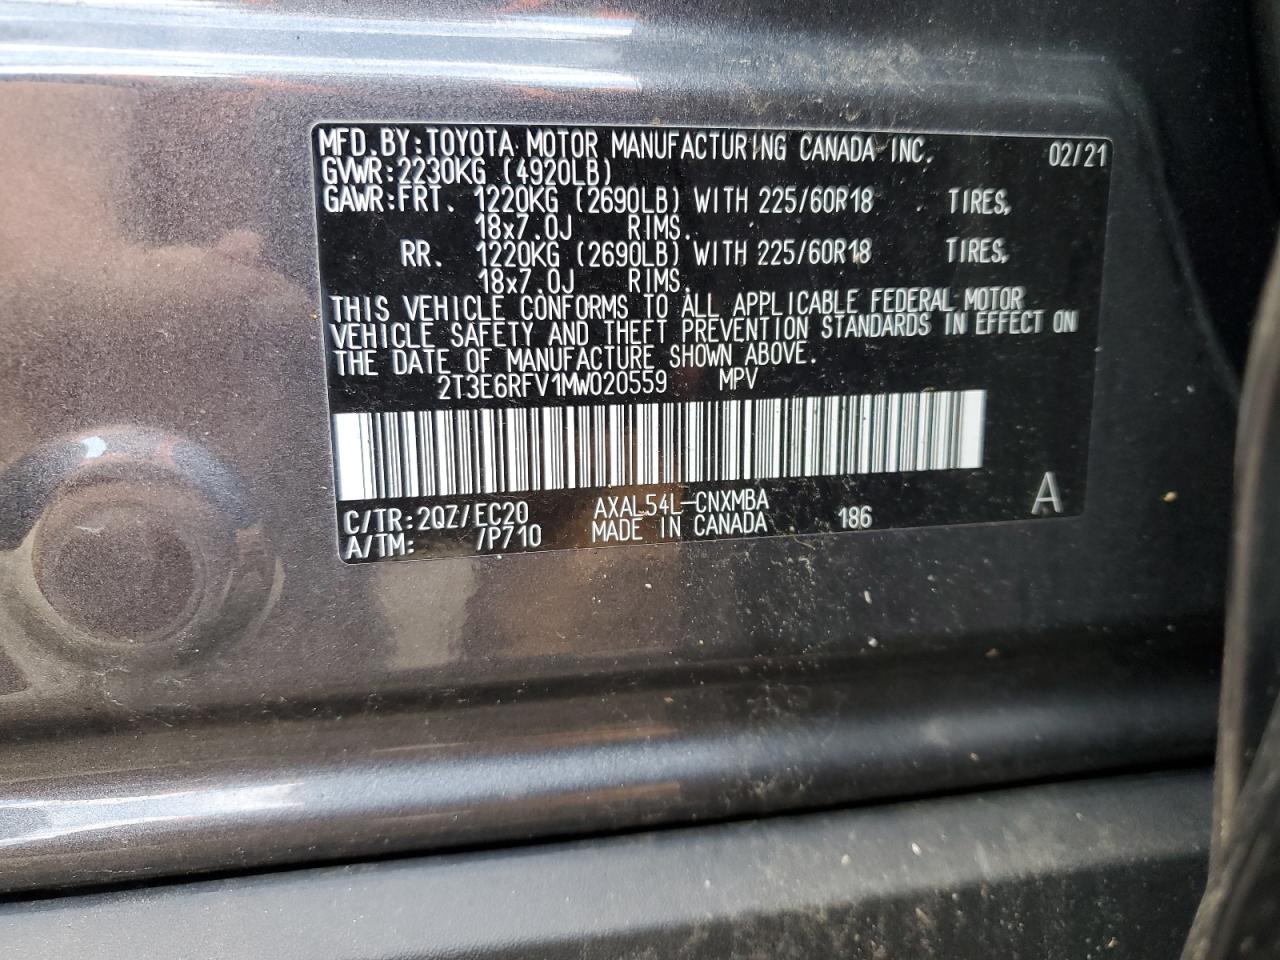 MFD.BY:TOYOTA MOTOR MANUFACTURING CANADA INC. 02/21
GVWR:2230KG (4920LB)
GAWR:FRT. 1220KG (2690LB) WITH 225/60R18 TIRES,
18x7.0J RIMS.
RR. 1220KG (2690LB) WITH 225/60R18 TIRES,
18x7.0J RIMS.
THIS VEHICLE CONFORMS TO ALL APPLICABLE FEDERAL MOTOR
VEHICLE SAFETY AND THEFT PREVENTION STANDARDS IN EFFECT ON
THE DATE OF MANUFACTURE SHOWN ABOVE.
2T3E6RFV1MW020559 MPV
C/TR:2QZ/EC20 AXAL54L-CNXMBA A
A/TM: /P710 MADE IN CANADA 186